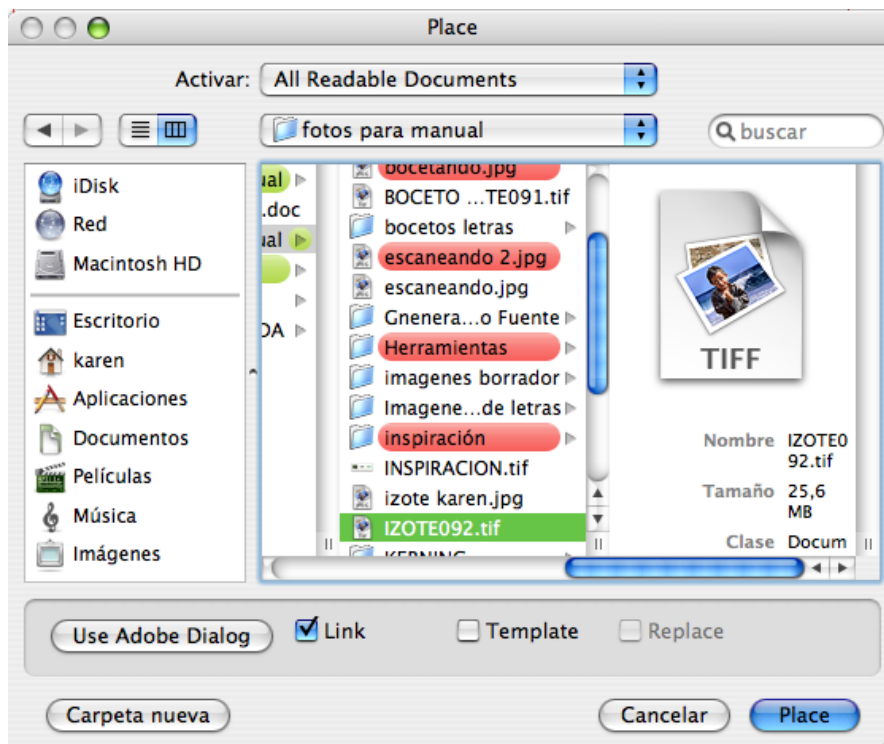 Place
Activar: All Readable Documents
fotos para manual
buscar
iDisk
Red
Macintosh HD
Escritorio
karen
Aplicaciones
Documentos
Películas
Música
Imágenes
ual
.doc
ual
DA
bocetando.jpg
BOCETO ...TE091.tif
bocetos letras
escaneando 2.jpg
escaneando.jpg
Gnenera...o Fuente
Herramientas
imagenes borrador
Imagene...de letras
inspiración
INSPIRACION.tif
izote karen.jpg
IZOTE092.tif
KERNING
TIFF
Nombre IZOTE0
92.tif
Tamaño 25,6
MB
Clase Docum
Use Adobe Dialog
Link
Template
Replace
Carpeta nueva
Cancelar
Place